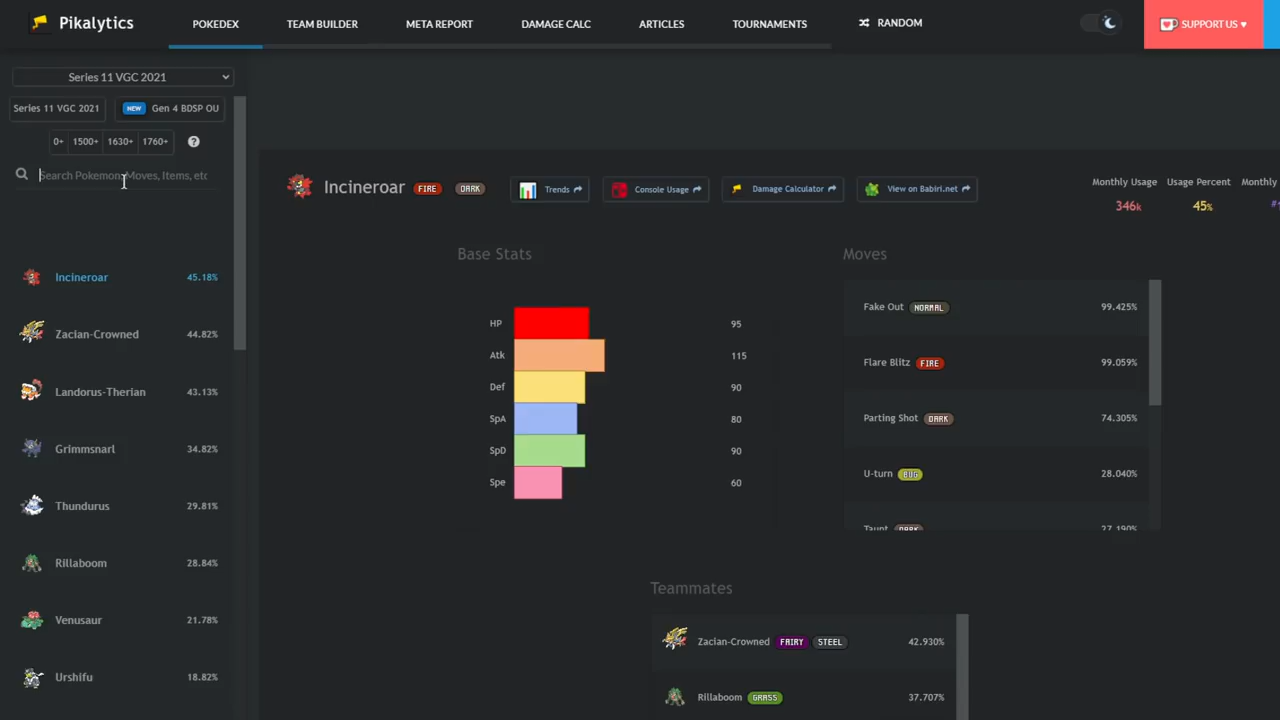 Pikalytics
POKEDEX
TEAM BUILDER
META REPORT
DAMAGE CALC
ARTICLES
TOURNAMENTS
RANDOM
SUPPORT US ♥
Series 11 VGC 2021
Series 11 VGC 2021
NEW Gen 4 BDSP OU
0+ 1500+ 1630+ 1760+ ?
Search Pokemon, Moves, Items, etc
Incineroar 45.18%
Zacian-Crowned 44.82%
Landorus-Therian 43.13%
Grimmsnarl 34.82%
Thundurus 29.81%
Rillaboom 28.84%
Venusaur 21.78%
Urshifu 18.82%
Incineroar FIRE DARK
Trends
Console Usage
Damage Calculator
View on Babiri.net
Monthly Usage
346k
Usage Percent
45%
Monthly
Base Stats
HP 95
Atk 115
Def 90
SpA 80
SpD 90
Spe 60
Moves
Fake Out NORMAL 99.425%
Flare Blitz FIRE 99.059%
Parting Shot DARK 74.305%
U-turn BUG 28.040%
Taunt DARK 27.190%
Teammates
Zacian-Crowned FAIRY STEEL 42.930%
Rillaboom GRASS 37.707%